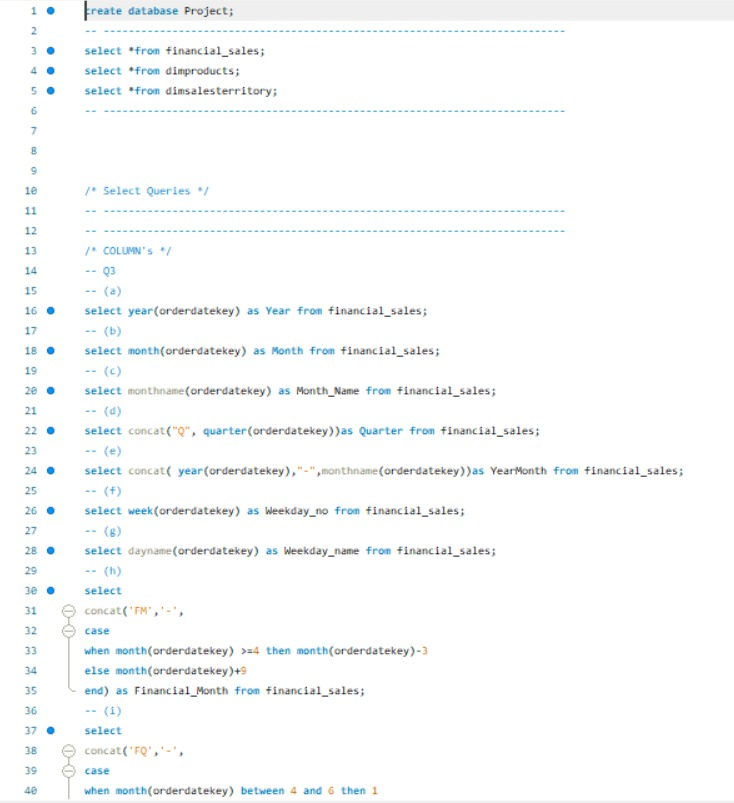 1 create database Project;
2 -- ---------------------------------------------------------------------------
3 select *from financial_sales;
4 select *from dimproducts;
5 select *from dimsalesterritory;
6 -- ---------------------------------------------------------------------------
7
8
9
10 /* Select Queries */
11 -- ---------------------------------------------------------------------------
12 -- ---------------------------------------------------------------------------
13 /* COLUMN's */
14 -- Q3
15 -- (a)
16 select year(orderdatekey) as Year from financial_sales;
17 -- (b)
18 select month(orderdatekey) as Month from financial_sales;
19 -- (c)
20 select monthname(orderdatekey) as Month_Name from financial_sales;
21 -- (d)
22 select concat("Q", quarter(orderdatekey))as Quarter from financial_sales;
23 -- (e)
24 select concat( year(orderdatekey),"-",monthname(orderdatekey))as YearMonth from financial_sales;
25 -- (f)
26 select week(orderdatekey) as Weekday_no from financial_sales;
27 -- (g)
28 select dayname(orderdatekey) as Weekday_name from financial_sales;
29 -- (h)
30 select
31 concat('FM','-',
32 case
33 when month(orderdatekey) >=4 then month(orderdatekey)-3
34 else month(orderdatekey)+9
35 end) as Financial_Month from financial_sales;
36 -- (i)
37 select
38 concat('FQ','-',
39 case
40 when month(orderdatekey) between 4 and 6 then 1